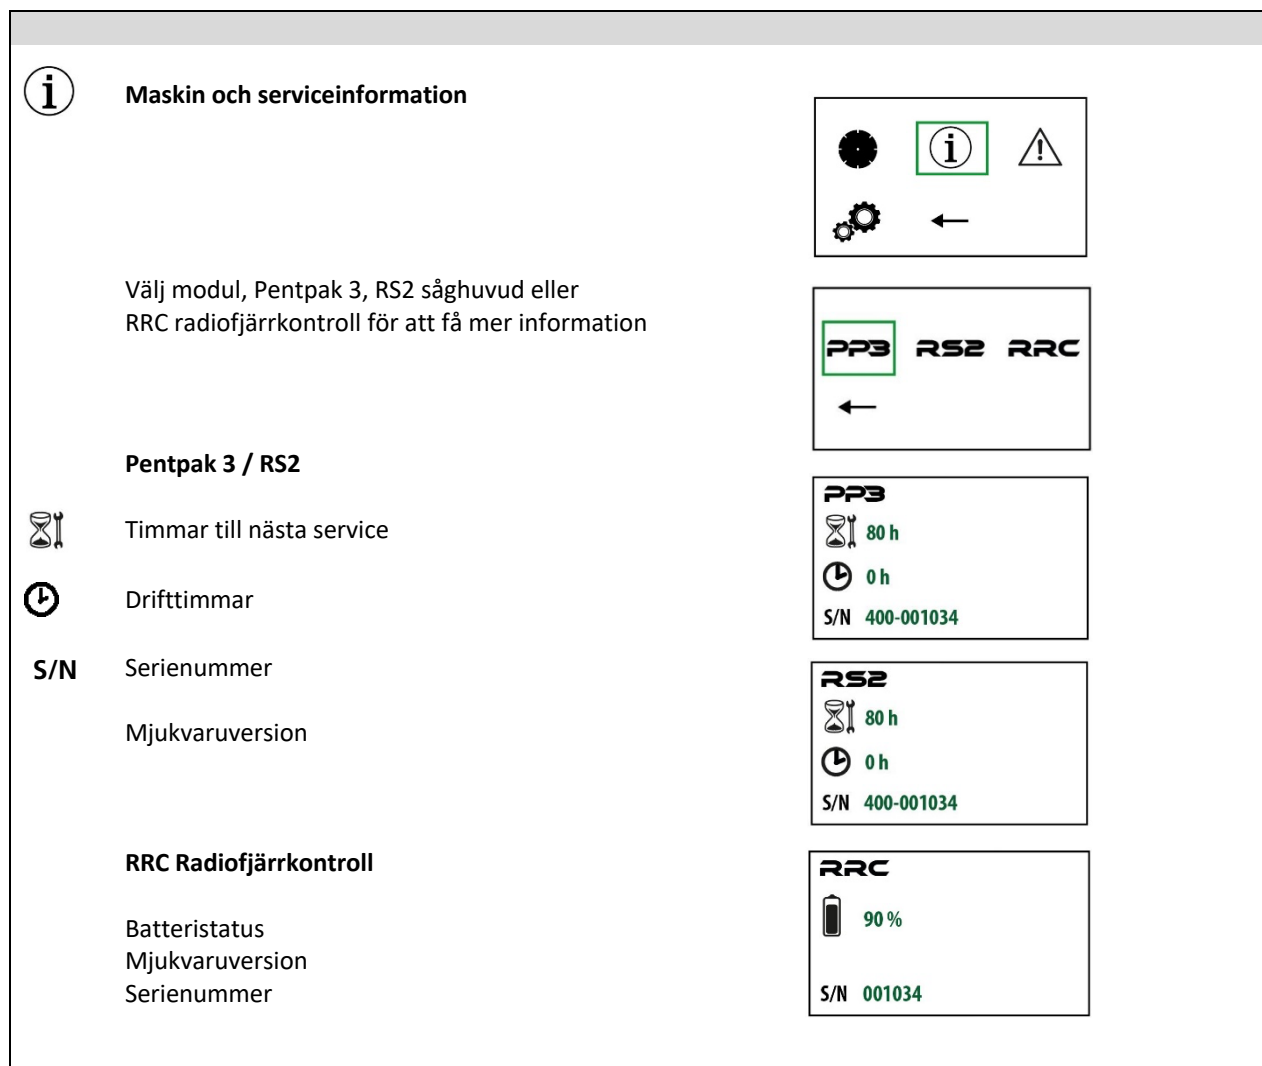 Maskin och serviceinformation
Välj modul, Pentpak 3, RS2 såghuvud eller
RRC radiofjärrkontroll för att få mer information
PP3 RS2 RRC
Pentpak 3 / RS2
Timmar till nästa service
Drifttimmar
S/N Serienummer
Mjukvaruversion
PP3
80 h
0 h
S/N 400-001034
RS2
80 h
0 h
S/N 400-001034
RRC Radiofjärrkontroll
Batteristatus
Mjukvaruversion
Serienummer
RRC
90 %
S/N 001034